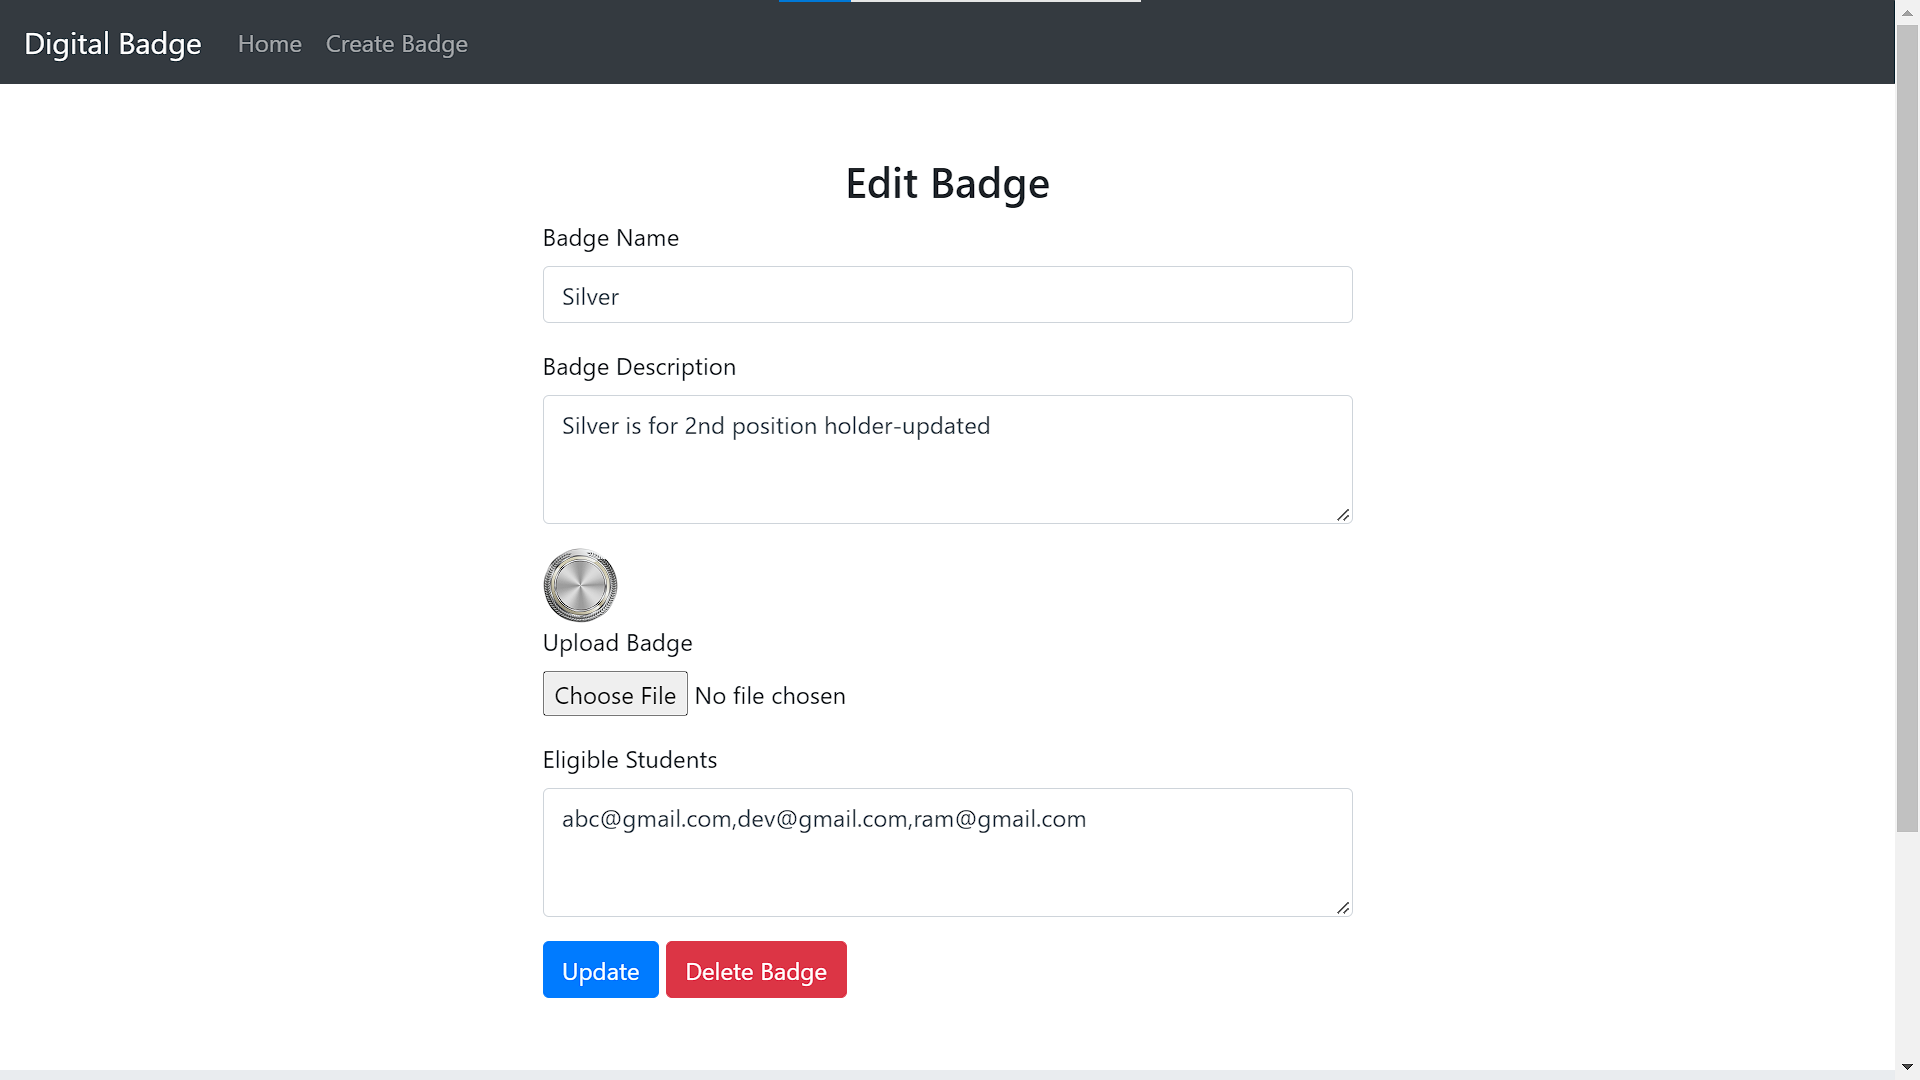 Digital Badge Home Create Badge
Edit Badge
Badge Name
Silver
Badge Description
Silver is for 2nd position holder-updated
Upload Badge
Choose File No file chosen
Eligible Students
abc@gmail.com,dev@gmail.com,ram@gmail.com
Update Delete Badge